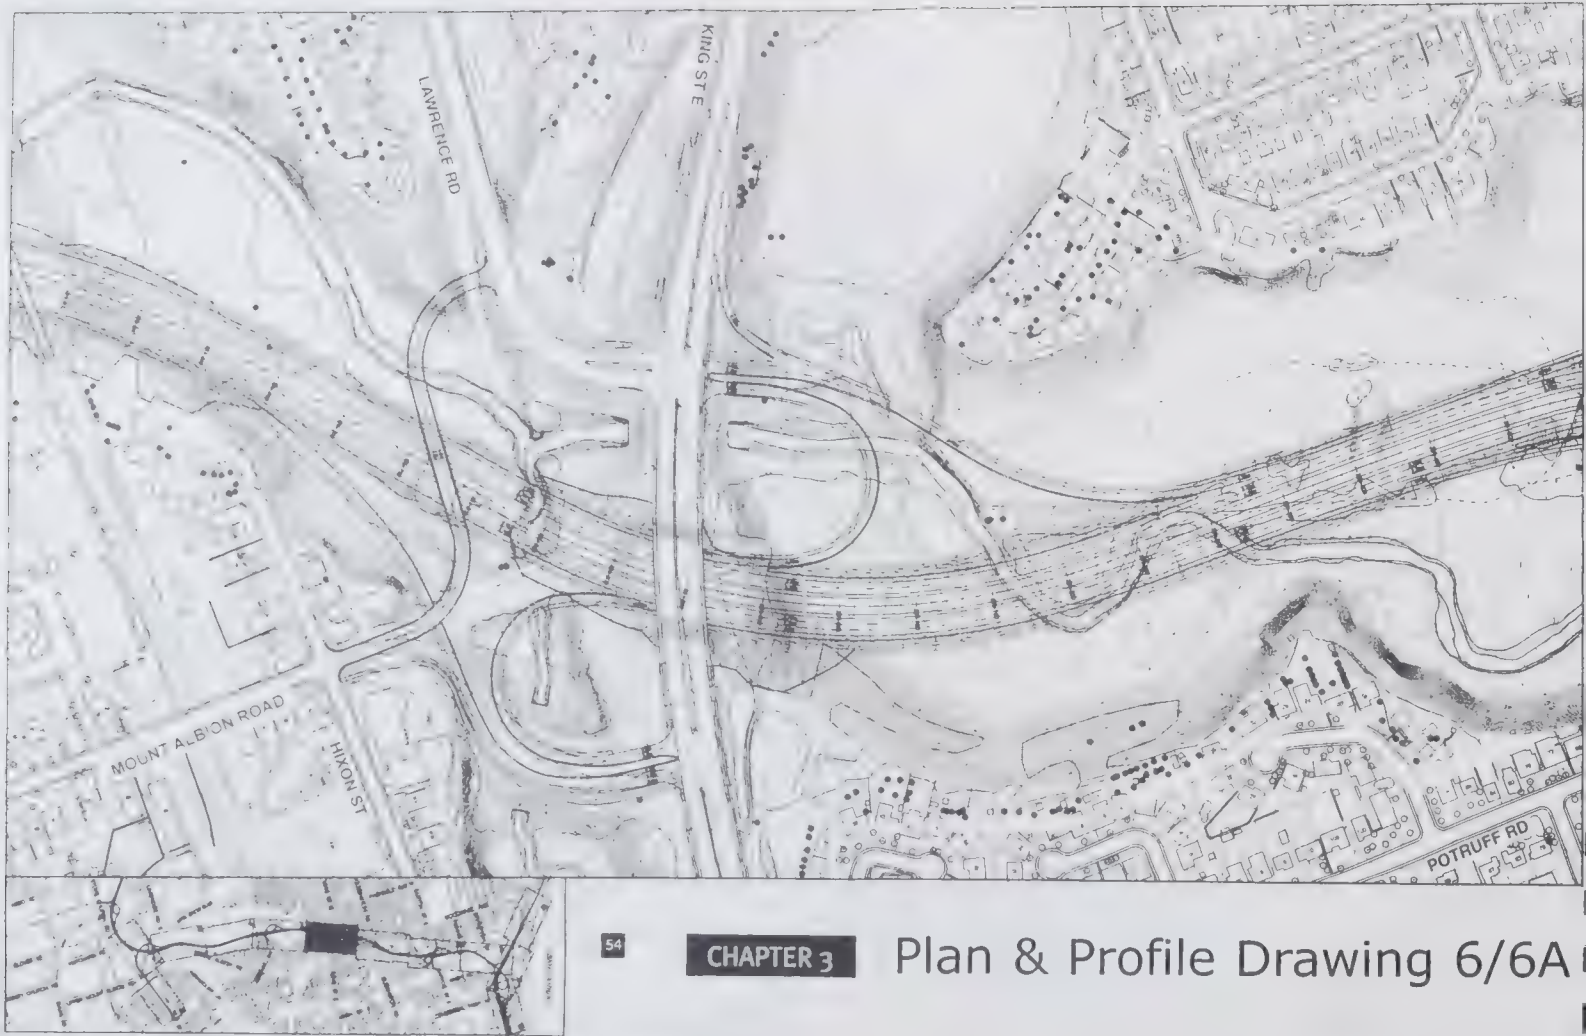 KING ST E
LAWRENCE RD
MOUNT ALBION ROAD
HIXON ST
POTRUFF RD
54
CHAPTER 3
Plan & Profile Drawing 6/6A